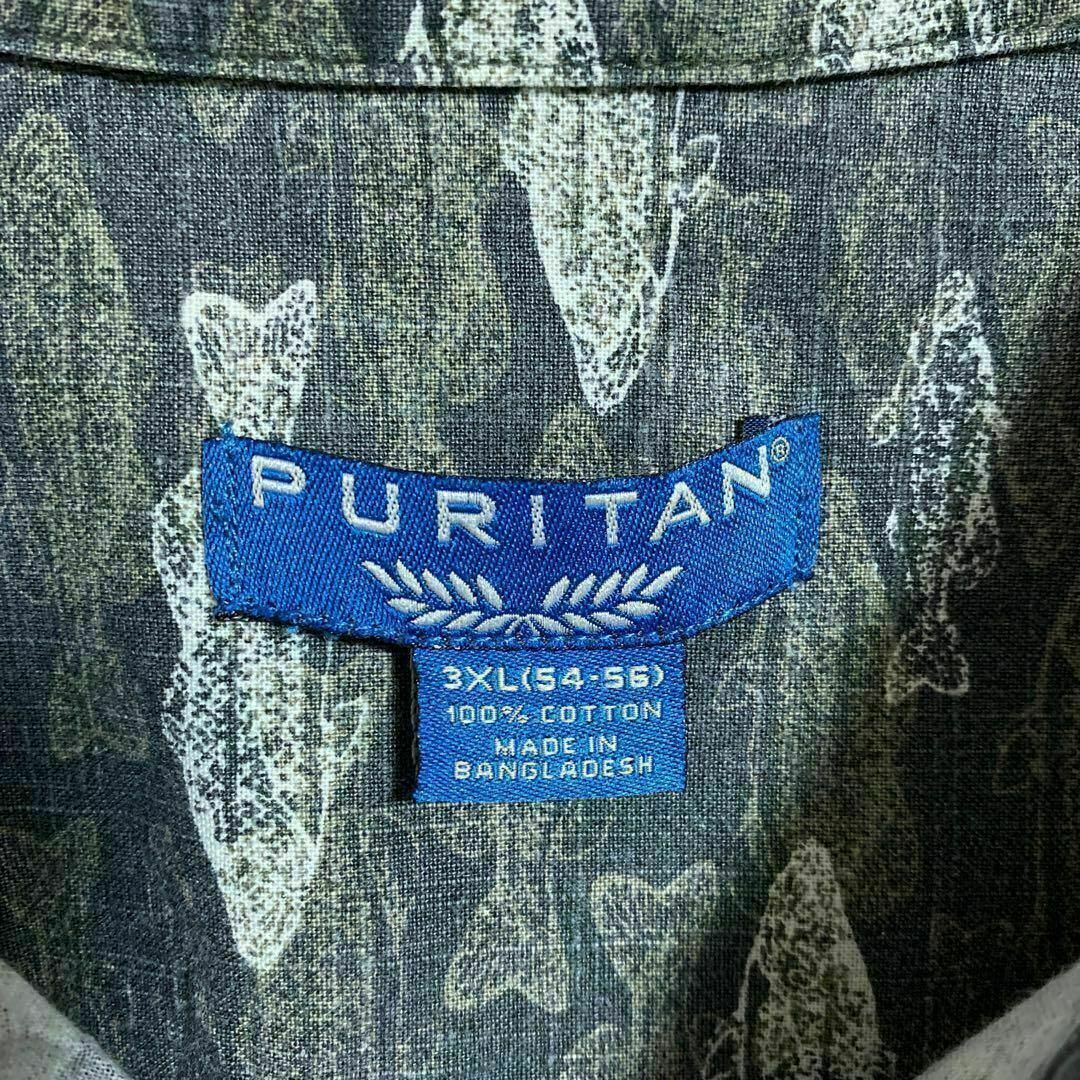 PURITAN®
3XL(54-56)
100% COTTON
MADE IN
BANGLADESH